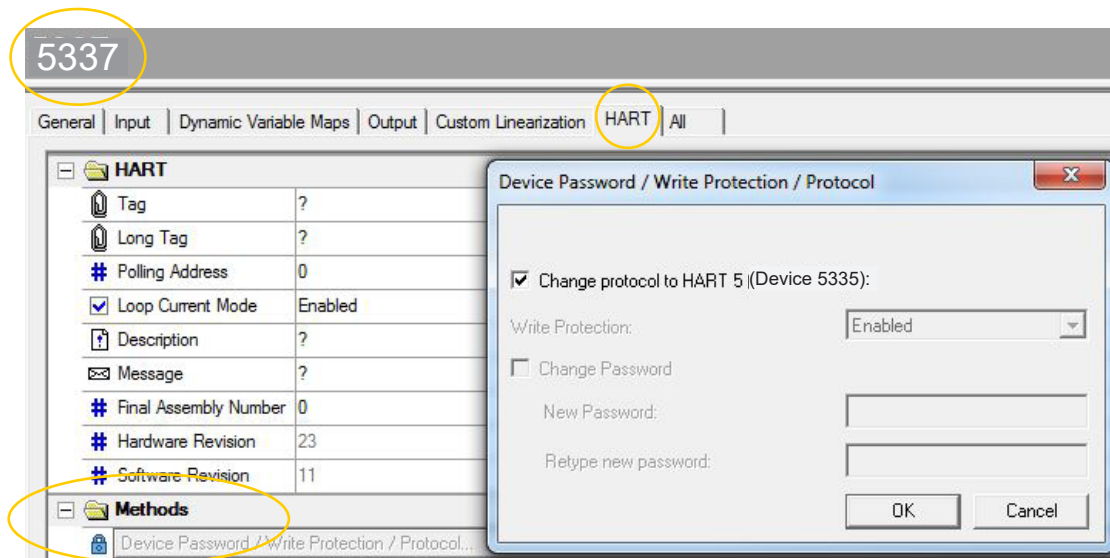 5337
General Input Dynamic Variable Maps Output Custom Linearization HART All
HART
Tag ?
Long Tag ?
Polling Address 0
Loop Current Mode Enabled
Description ?
Message ?
Final Assembly Number 0
Hardware Revision 23
Software Revision 11
Methods
Device Password / Write Protection / Protocol...
Device Password / Write Protection / Protocol
Change protocol to HART 5 (Device 5335):
Write Protection: Enabled
Change Password
New Password:
Retype new password:
OK Cancel